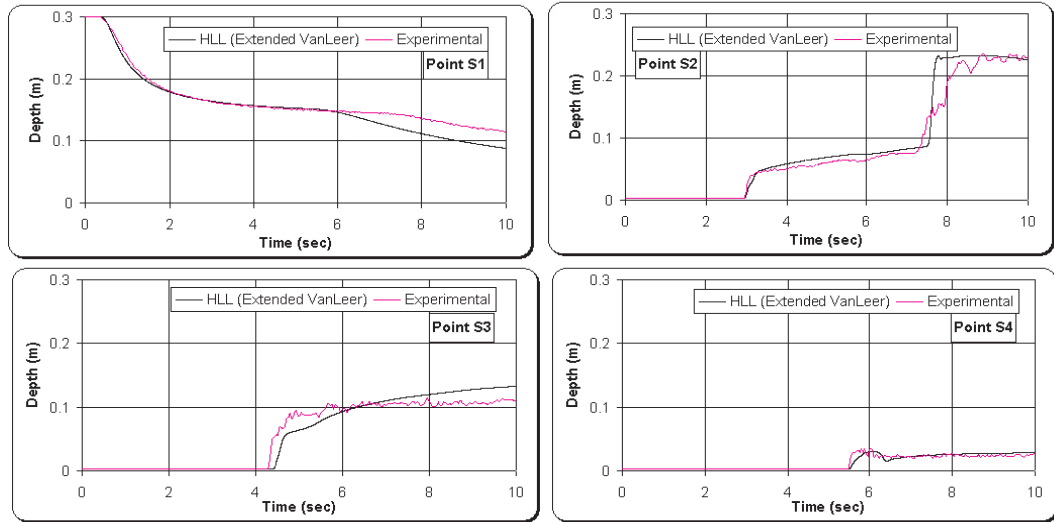 HLL (Extended VanLeer) Experimental
Point S1
Depth (m)
0.3
0.2
0.1
0
0 2 4 6 8 10
Time (sec)
HLL (Extended VanLeer) Experimental
Point S2
Depth (m)
0.3
0.2
0.1
0
0 2 4 6 8 10
Time (sec)
HLL (Extended VanLeer) Experimental
Point S3
Depth (m)
0.3
0.2
0.1
0
0 2 4 6 8 10
Time (sec)
HLL (Extended VanLeer) Experimental
Point S4
Depth (m)
0.3
0.2
0.1
0
0 2 4 6 8 10
Time (sec)